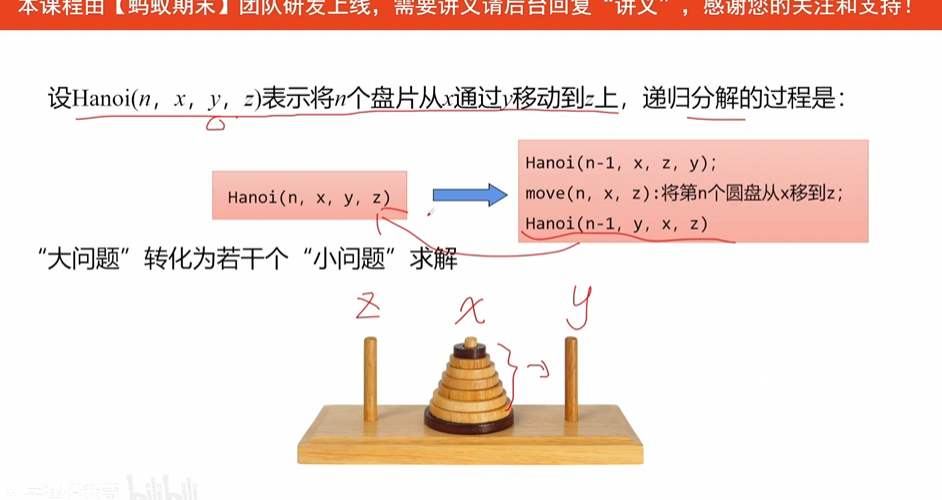 本课程由【蚂蚁期末】团队研发上线，需要讲义请后台回复“讲义”，感谢您的关注和支持！
设Hanoi(n，x，y，z)表示将n个盘片从x通过y移动到z上，递归分解的过程是：
Hanoi(n, x, y, z)
Hanoi(n-1, x, z, y);
move(n, x, z):将第n个圆盘从x移到z;
Hanoi(n-1, y, x, z)
“大问题”转化为若干个“小问题”求解
z x y
bilibili